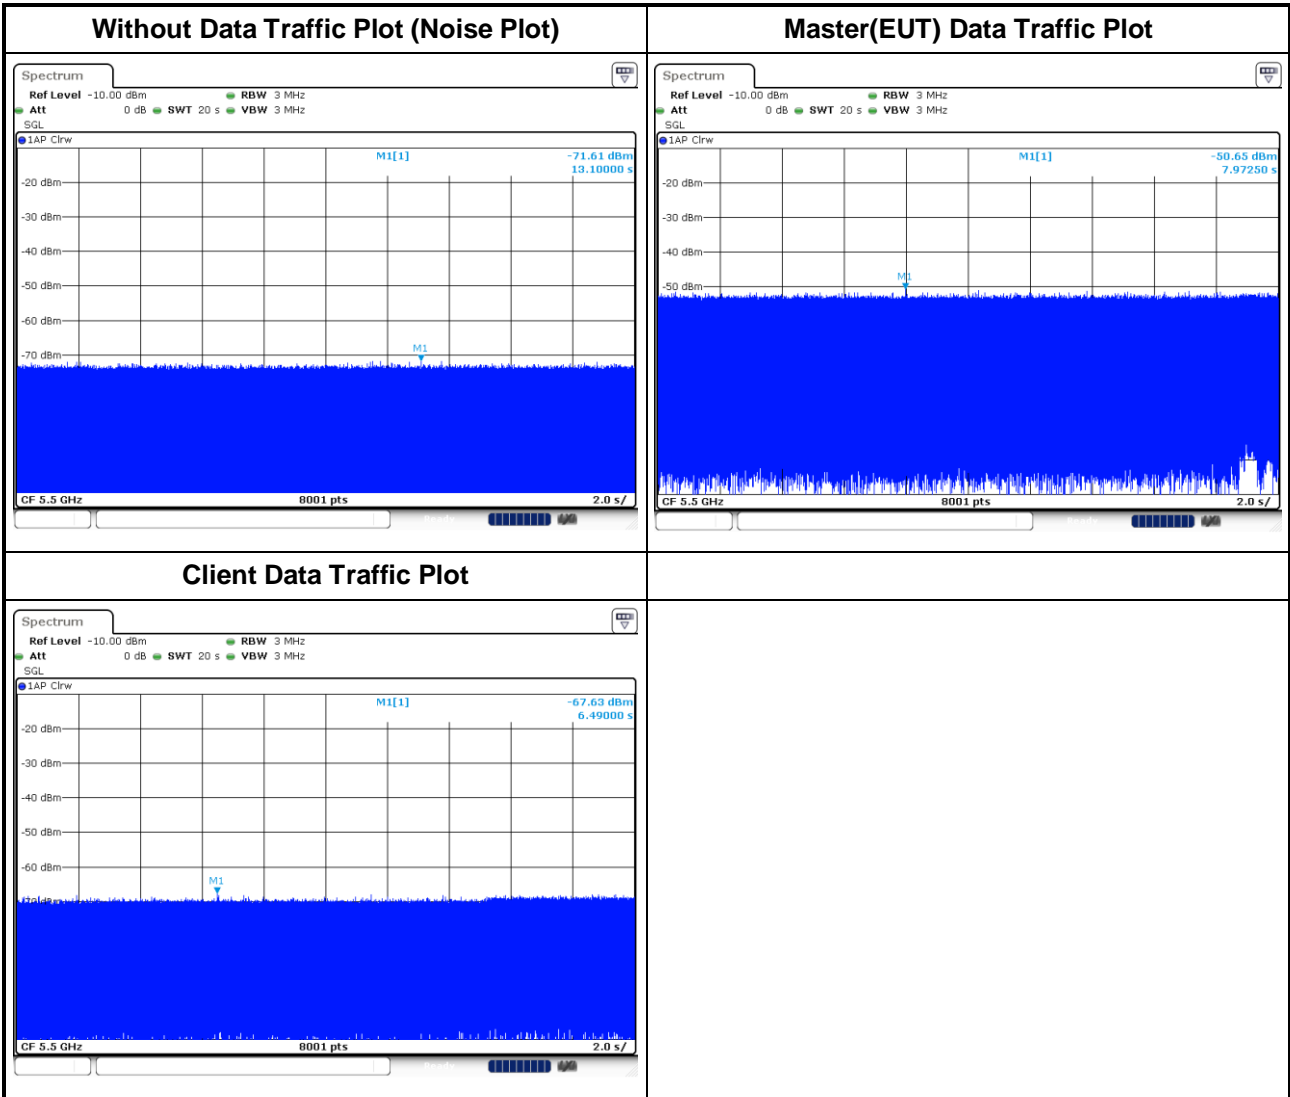 Without Data Traffic Plot (Noise Plot)
Spectrum
Ref Level -10.00 dBm RBW 3 MHz
Att 0 dB SWT 20 s VBW 3 MHz
SGL
1AP Clrw
M1[1] -71.61 dBm
13.10000 s
-20 dBm
-30 dBm
-40 dBm
-50 dBm
-60 dBm
-70 dBm
M1
CF 5.5 GHz 8001 pts 2.0 s/
Ready
Master(EUT) Data Traffic Plot
Spectrum
Ref Level -10.00 dBm RBW 3 MHz
Att 0 dB SWT 20 s VBW 3 MHz
SGL
1AP Clrw
M1[1] -50.65 dBm
7.97250 s
-20 dBm
-30 dBm
-40 dBm
M1
-50 dBm
CF 5.5 GHz 8001 pts 2.0 s/
Ready
Client Data Traffic Plot
Spectrum
Ref Level -10.00 dBm RBW 3 MHz
Att 0 dB SWT 20 s VBW 3 MHz
SGL
1AP Clrw
M1[1] -67.63 dBm
6.49000 s
-20 dBm
-30 dBm
-40 dBm
-50 dBm
-60 dBm
M1
-70 dBm
CF 5.5 GHz 8001 pts 2.0 s/
Ready